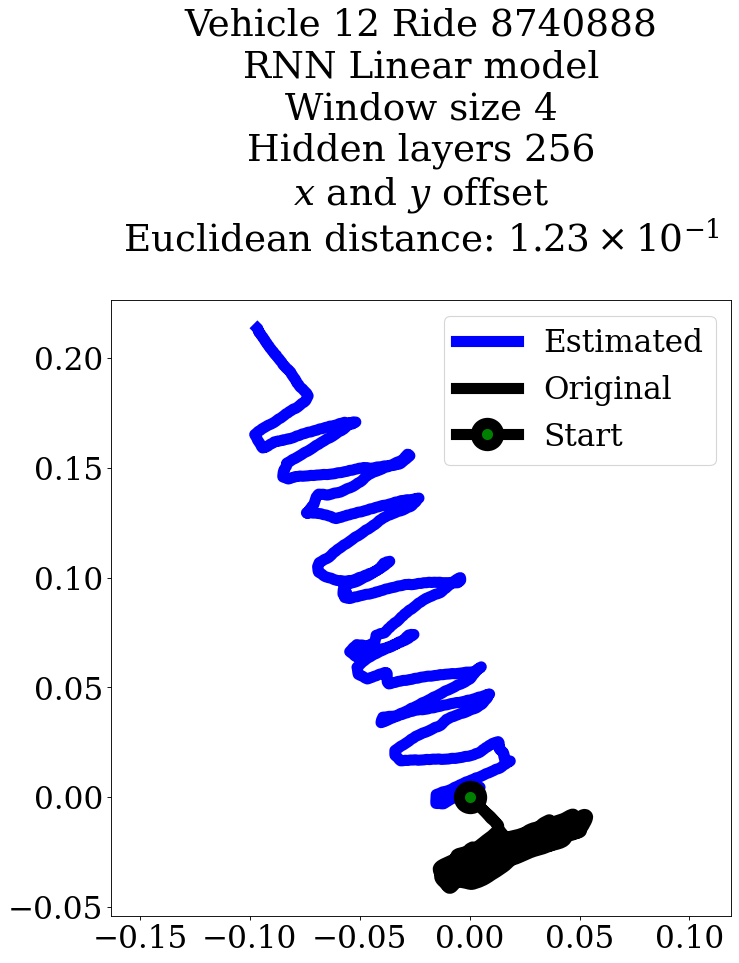 Vehicle 12 Ride 8740888
RNN Linear model
Window size 4
Hidden layers 256
x and y offset
Euclidean distance: 1.23 × 10⁻¹
Estimated
Original
Start
0.20
0.15
0.10
0.05
0.00
−0.05
−0.15 −0.10 −0.05 0.00 0.05 0.10